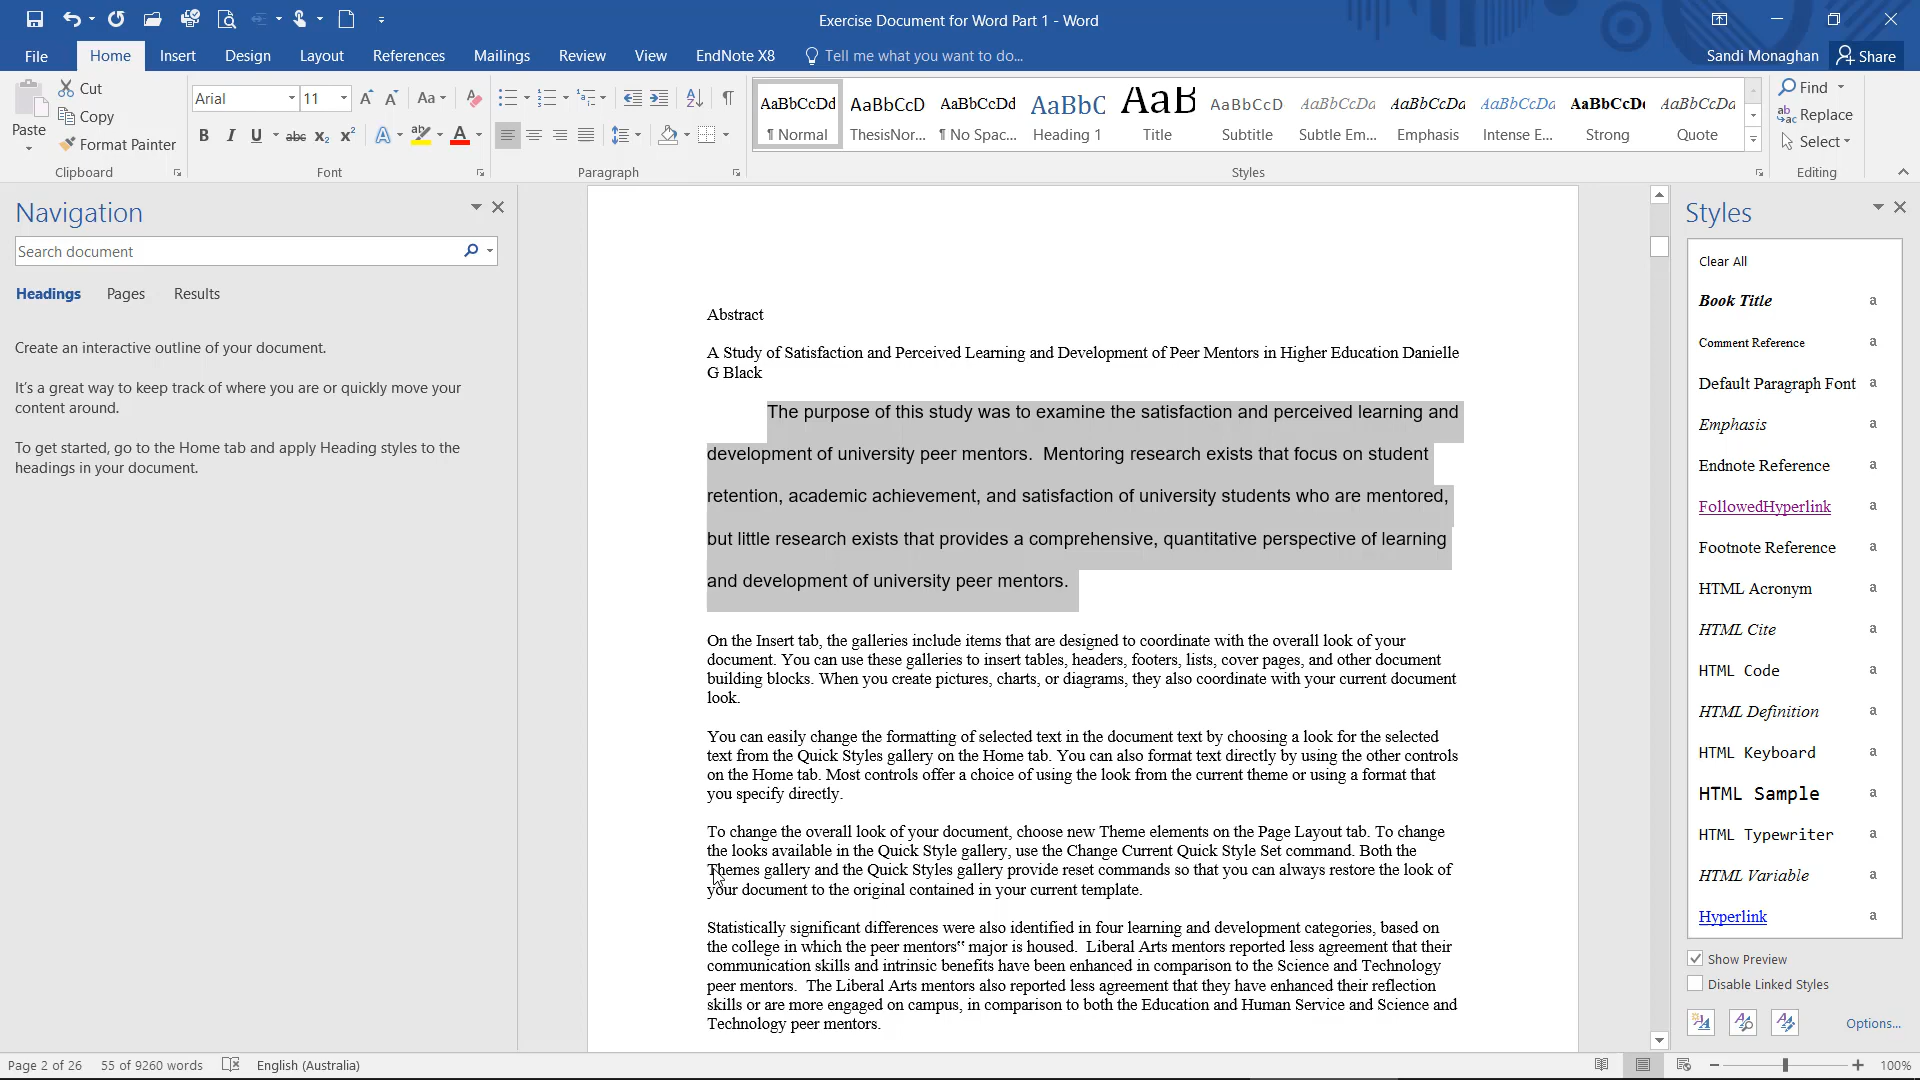 Exercise Document for Word Part 1 - Word
File
Home
Insert
Design
Layout
References
Mailings
Review
View
EndNote X8
Tell me what you want to do...
Sandi Monaghan
Share
Paste
Cut
Copy
Format Painter
Clipboard
Arial
11
Aa
B I U abc X₂ X²
Font
Paragraph
AaBbCcDd AaBbCcD AaBbCcDd AaBbC AaB AaBbCcD AaBbCcDa AaBbCcDa AaBbCcDa AaBbCcD AaBbCcDa
¶ Normal ThesisNor... ¶ No Spac... Heading 1 Title Subtitle Subtle Em... Emphasis Intense E... Strong Quote
Styles
Find
Replace
Select
Editing
Navigation
Search document
Headings Pages Results
Create an interactive outline of your document.
It's a great way to keep track of where you are or quickly move your
content around.
To get started, go to the Home tab and apply Heading styles to the
headings in your document.
Abstract
A Study of Satisfaction and Perceived Learning and Development of Peer Mentors in Higher Education Danielle
G Black
The purpose of this study was to examine the satisfaction and perceived learning and
development of university peer mentors.  Mentoring research exists that focus on student
retention, academic achievement, and satisfaction of university students who are mentored,
but little research exists that provides a comprehensive, quantitative perspective of learning
and development of university peer mentors.
On the Insert tab, the galleries include items that are designed to coordinate with the overall look of your
document. You can use these galleries to insert tables, headers, footers, lists, cover pages, and other document
building blocks. When you create pictures, charts, or diagrams, they also coordinate with your current document
look.
You can easily change the formatting of selected text in the document text by choosing a look for the selected
text from the Quick Styles gallery on the Home tab. You can also format text directly by using the other controls
on the Home tab. Most controls offer a choice of using the look from the current theme or using a format that
you specify directly.
To change the overall look of your document, choose new Theme elements on the Page Layout tab. To change
the looks available in the Quick Style gallery, use the Change Current Quick Style Set command. Both the
Themes gallery and the Quick Styles gallery provide reset commands so that you can always restore the look of
your document to the original contained in your current template.
Statistically significant differences were also identified in four learning and development categories, based on
the college in which the peer mentors‟ major is housed.  Liberal Arts mentors reported less agreement that their
communication skills and intrinsic benefits have been enhanced in comparison to the Science and Technology
peer mentors.  The Liberal Arts mentors also reported less agreement that they have enhanced their reflection
skills or are more engaged on campus, in comparison to both the Education and Human Service and Science and
Technology peer mentors.
Styles
Clear All
Book Title a
Comment Reference a
Default Paragraph Font a
Emphasis a
Endnote Reference a
FollowedHyperlink a
Footnote Reference a
HTML Acronym a
HTML Cite a
HTML Code a
HTML Definition a
HTML Keyboard a
HTML Sample a
HTML Typewriter a
HTML Variable a
Hyperlink a
Show Preview
Disable Linked Styles
Options...
Page 2 of 26 55 of 9260 words English (Australia) 100%